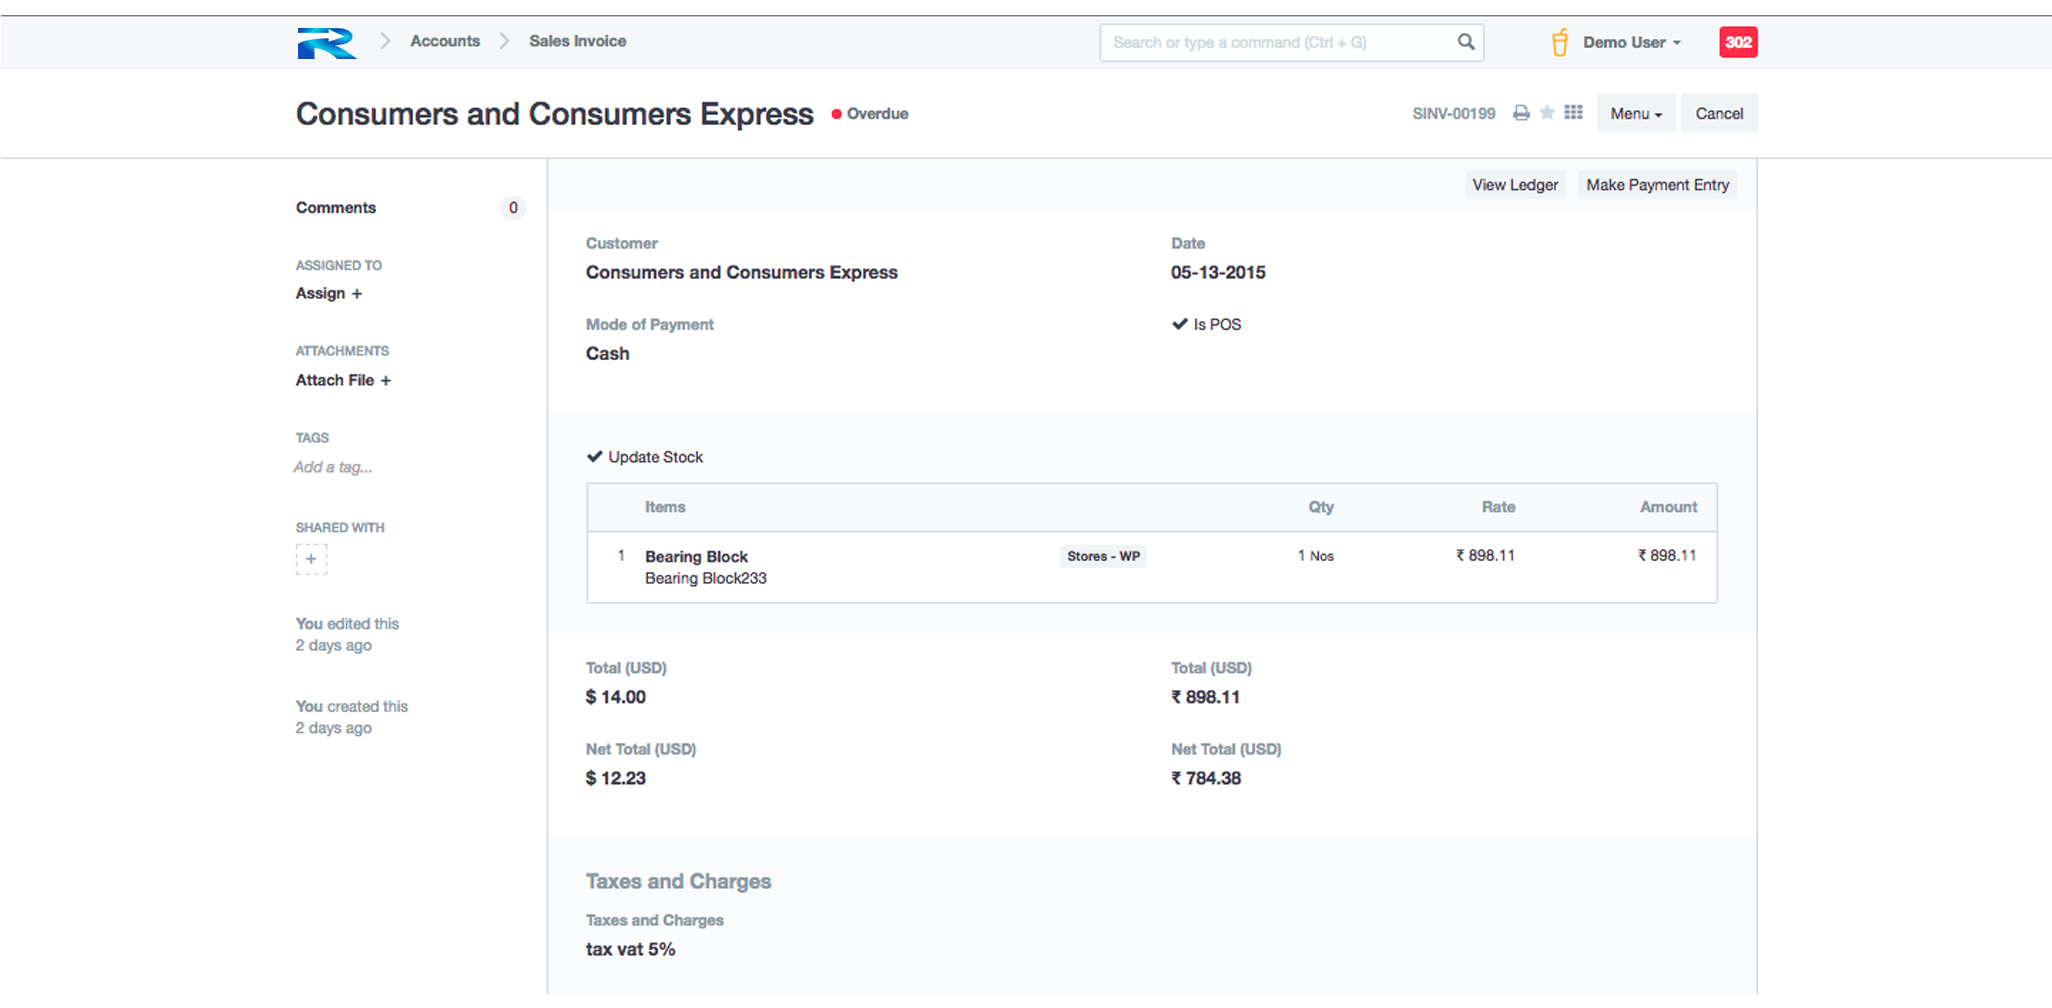 Accounts
Sales Invoice
Search or type a command (Ctrl + G)
Demo User
302
Consumers and Consumers Express
Overdue
SINV-00199
Menu
Cancel
View Ledger
Make Payment Entry
Comments
0
ASSIGNED TO
Assign +
ATTACHMENTS
Attach File +
TAGS
Add a tag...
SHARED WITH
+
You edited this
2 days ago
You created this
2 days ago
Customer
Consumers and Consumers Express
Date
05-13-2015
Mode of Payment
Cash
Is POS
Update Stock
Items Qty Rate Amount
1 Bearing Block Stores - WP 1 Nos ₹ 898.11 ₹ 898.11
Bearing Block233
Total (USD)
$ 14.00
Total (USD)
₹ 898.11
Net Total (USD)
$ 12.23
Net Total (USD)
₹ 784.38
Taxes and Charges
Taxes and Charges
tax vat 5%